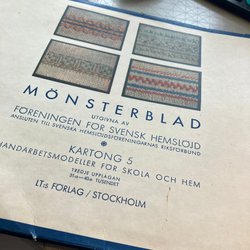 MÖNSTERBLAD
UTGIVNA AV
FÖRENINGEN FÖR SVENSK HEMSLÖJD
ANSLUTEN TILL SVENSKA HEMSLÖJDSFÖRENINGARNAS RIKSFÖRBUND
KARTONG 5
HANDARBETSMODELLER FÖR SKOLA OCH HEM
TREDJE UPPLAGAN
LTs FÖRLAG / STOCKHOLM